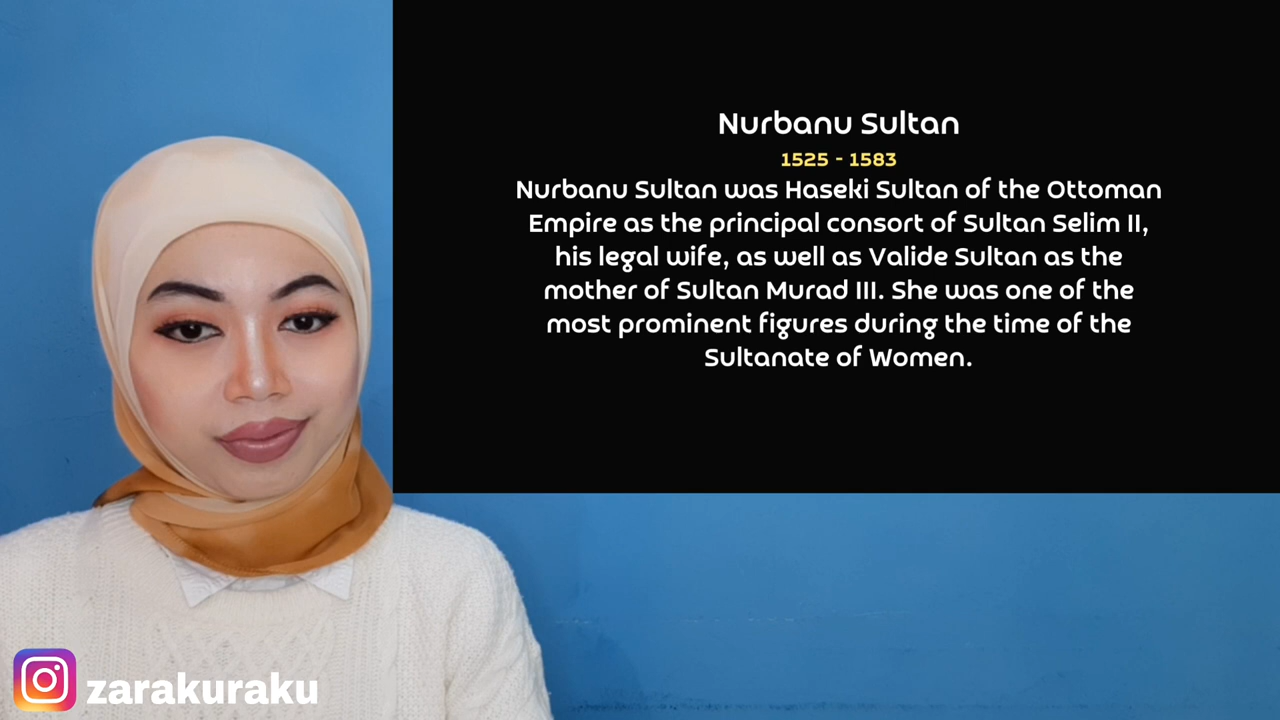 Nurbanu Sultan
1525 - 1583
Nurbanu Sultan was Haseki Sultan of the Ottoman
Empire as the principal consort of Sultan Selim II,
his legal wife, as well as Valide Sultan as the
mother of Sultan Murad III. She was one of the
most prominent figures during the time of the
Sultanate of Women.
zarakuraku